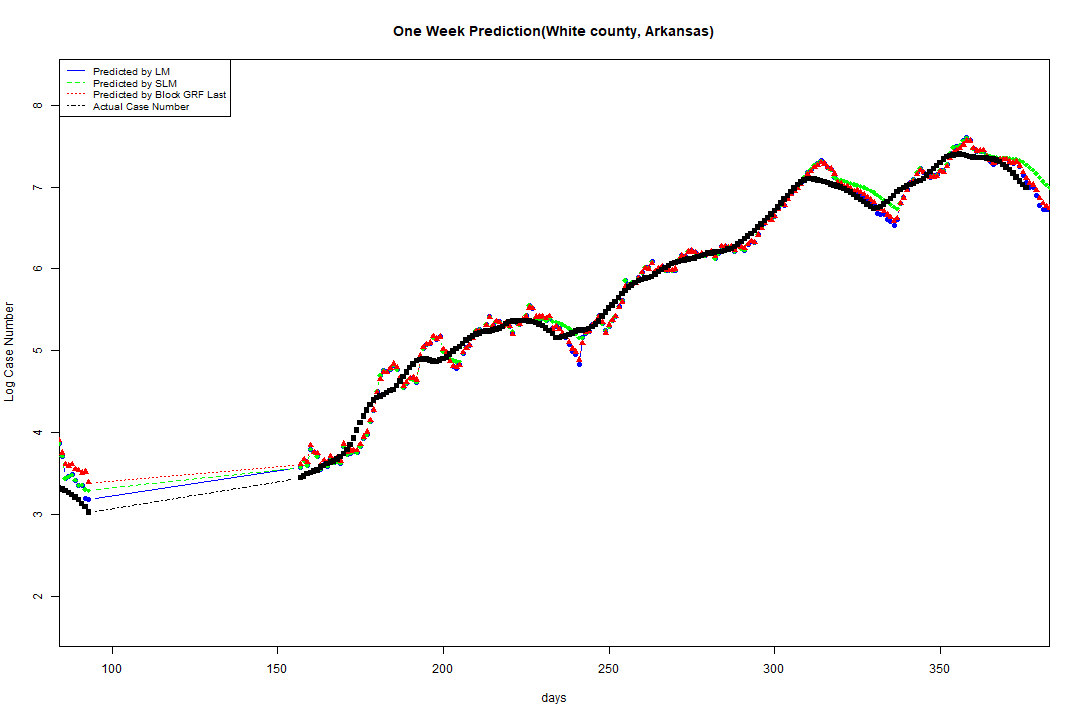 One Week Prediction(White county, Arkansas)
Predicted by LM
Predicted by SLM
Predicted by Block GRF Last
Actual Case Number
8
7
6
5
4
3
2
Log Case Number
100 150 200 250 300 350
days